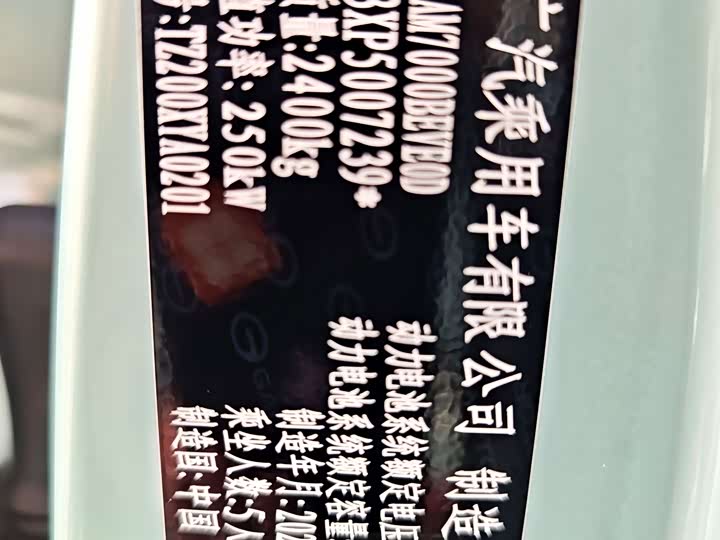 广汽乘用车有限公司 制造
AM7000BEVE0D 动力电池系统额定电压
3XP5007239* 动力电池系统额定容量
质量:2400kg 制造年月:202
功率:250kW 乘坐人数:5人
号:TZ200XYA0201 制造国:中国